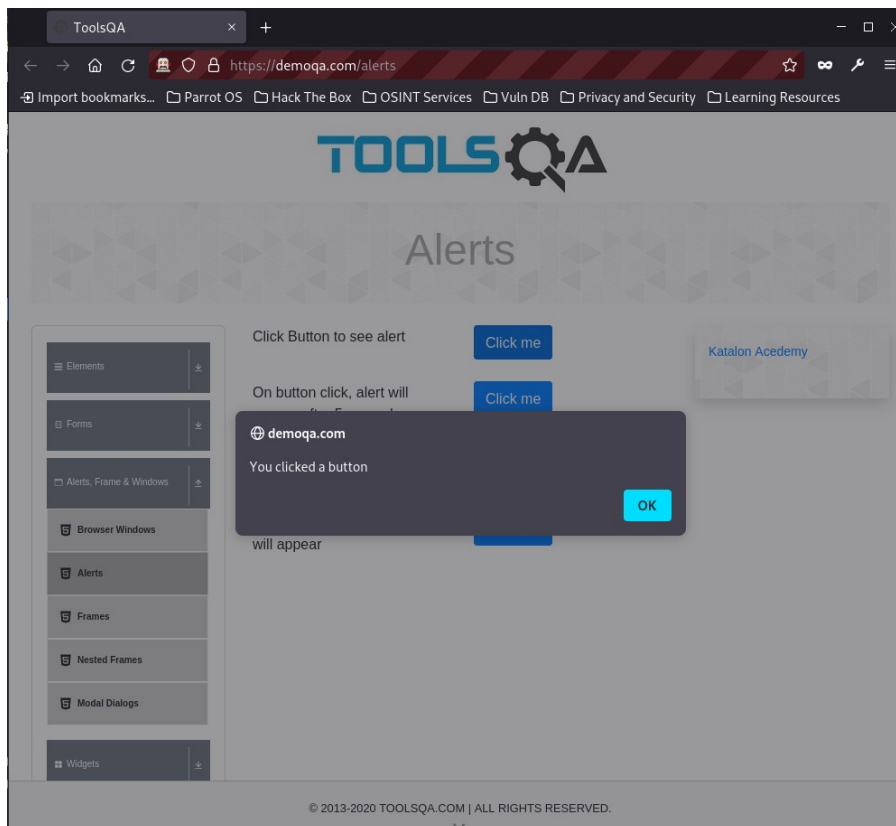 ToolsQA
https://demoqa.com/alerts
Import bookmarks... Parrot OS Hack The Box OSINT Services Vuln DB Privacy and Security Learning Resources
TOOLSQA
Alerts
Elements
Forms
Alerts, Frame & Windows
Browser Windows
Alerts
Frames
Nested Frames
Modal Dialogs
Widgets
Click Button to see alert Click me
On button click, alert will Click me
demoqa.com
You clicked a button
OK
will appear
Katalon Acedemy
© 2013-2020 TOOLSQA.COM | ALL RIGHTS RESERVED.